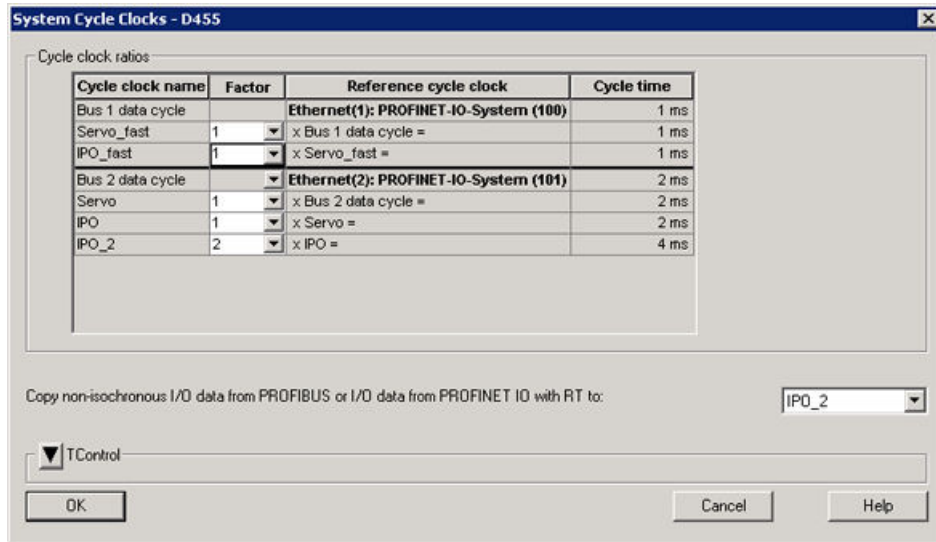 System Cycle Clocks - D455
Cycle clock ratios
Cycle clock name Factor Reference cycle clock Cycle time
Bus 1 data cycle Ethernet(1): PROFINET-IO-System (100) 1 ms
Servo_fast 1 x Bus 1 data cycle = 1 ms
IPO_fast 1 x Servo_fast = 1 ms
Bus 2 data cycle Ethernet(2): PROFINET-IO-System (101) 2 ms
Servo 1 x Bus 2 data cycle = 2 ms
IPO 1 x Servo = 2 ms
IPO_2 2 x IPO = 4 ms
Copy non-isochronous I/O data from PROFIBUS or I/O data from PROFINET IO with RT to: IPO_2
TControl
OK Cancel Help